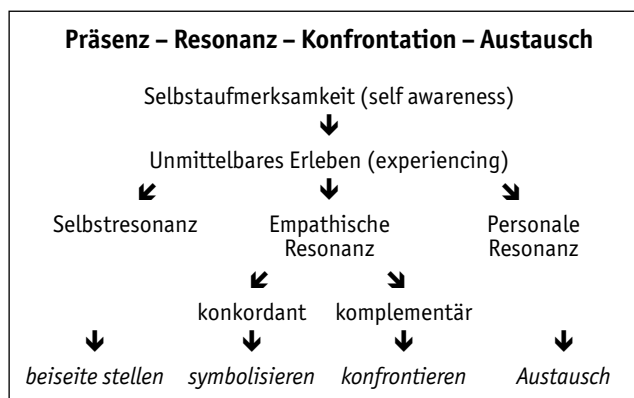 Präsenz – Resonanz – Konfrontation – Austausch
Selbstaufmerksamkeit (self awareness)
Unmittelbares Erleben (experiencing)
Selbstresonanz Empathische Personale
Resonanz Resonanz
konkordant komplementär
beiseite stellen symbolisieren konfrontieren Austausch